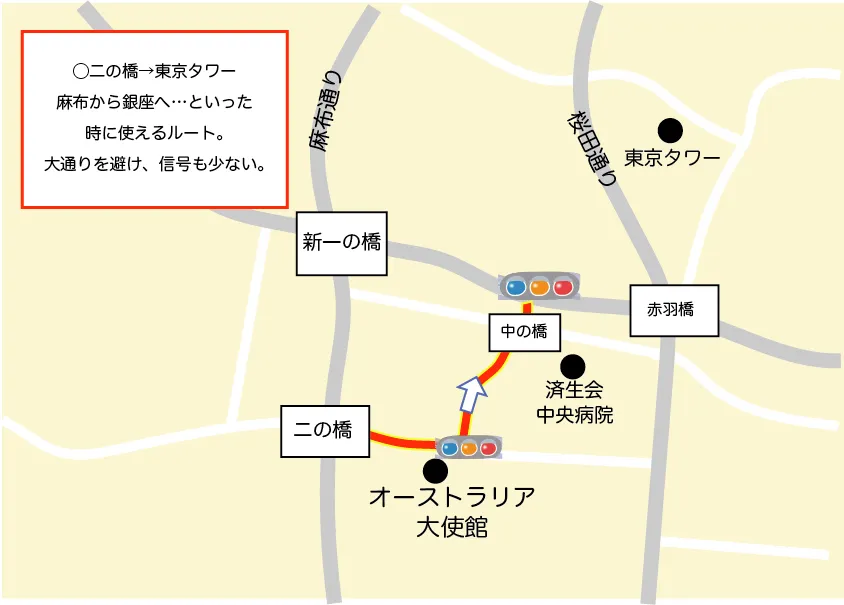 ◯二の橋→東京タワー
麻布から銀座へ…といった
時に使えるルート。
大通りを避け、信号も少ない。
麻布通り
桜田通り
東京タワー
新一の橋
赤羽橋
中の橋
済生会
中央病院
二の橋
オーストラリア
大使館